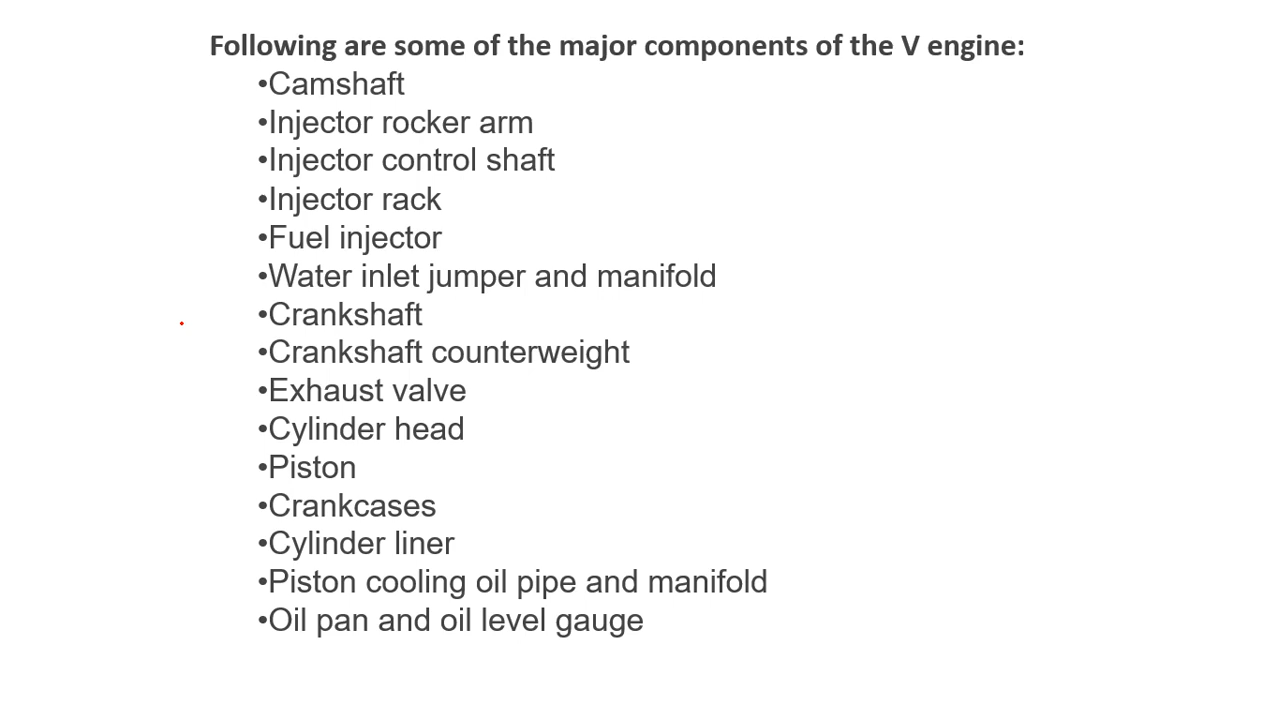 Following are some of the major components of the V engine:
•Camshaft
•Injector rocker arm
•Injector control shaft
•Injector rack
•Fuel injector
•Water inlet jumper and manifold
•Crankshaft
•Crankshaft counterweight
•Exhaust valve
•Cylinder head
•Piston
•Crankcases
•Cylinder liner
•Piston cooling oil pipe and manifold
•Oil pan and oil level gauge